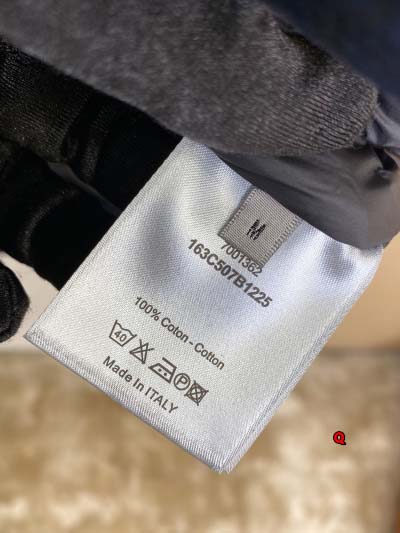 M
7001362
163C507B1225
100% Coton - Cotton
40
P
Made In ITALY
Q